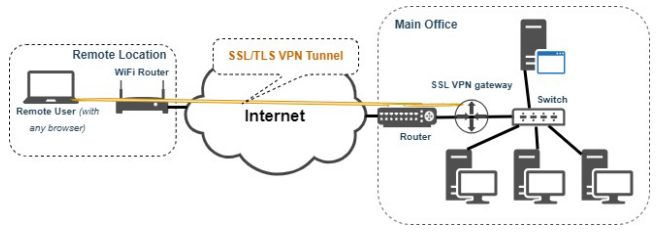 Main Office
Remote Location
SSL/TLS VPN Tunnel
WiFi Router
SSL VPN gateway
Switch
Remote User (with
any browser)
Internet
Router